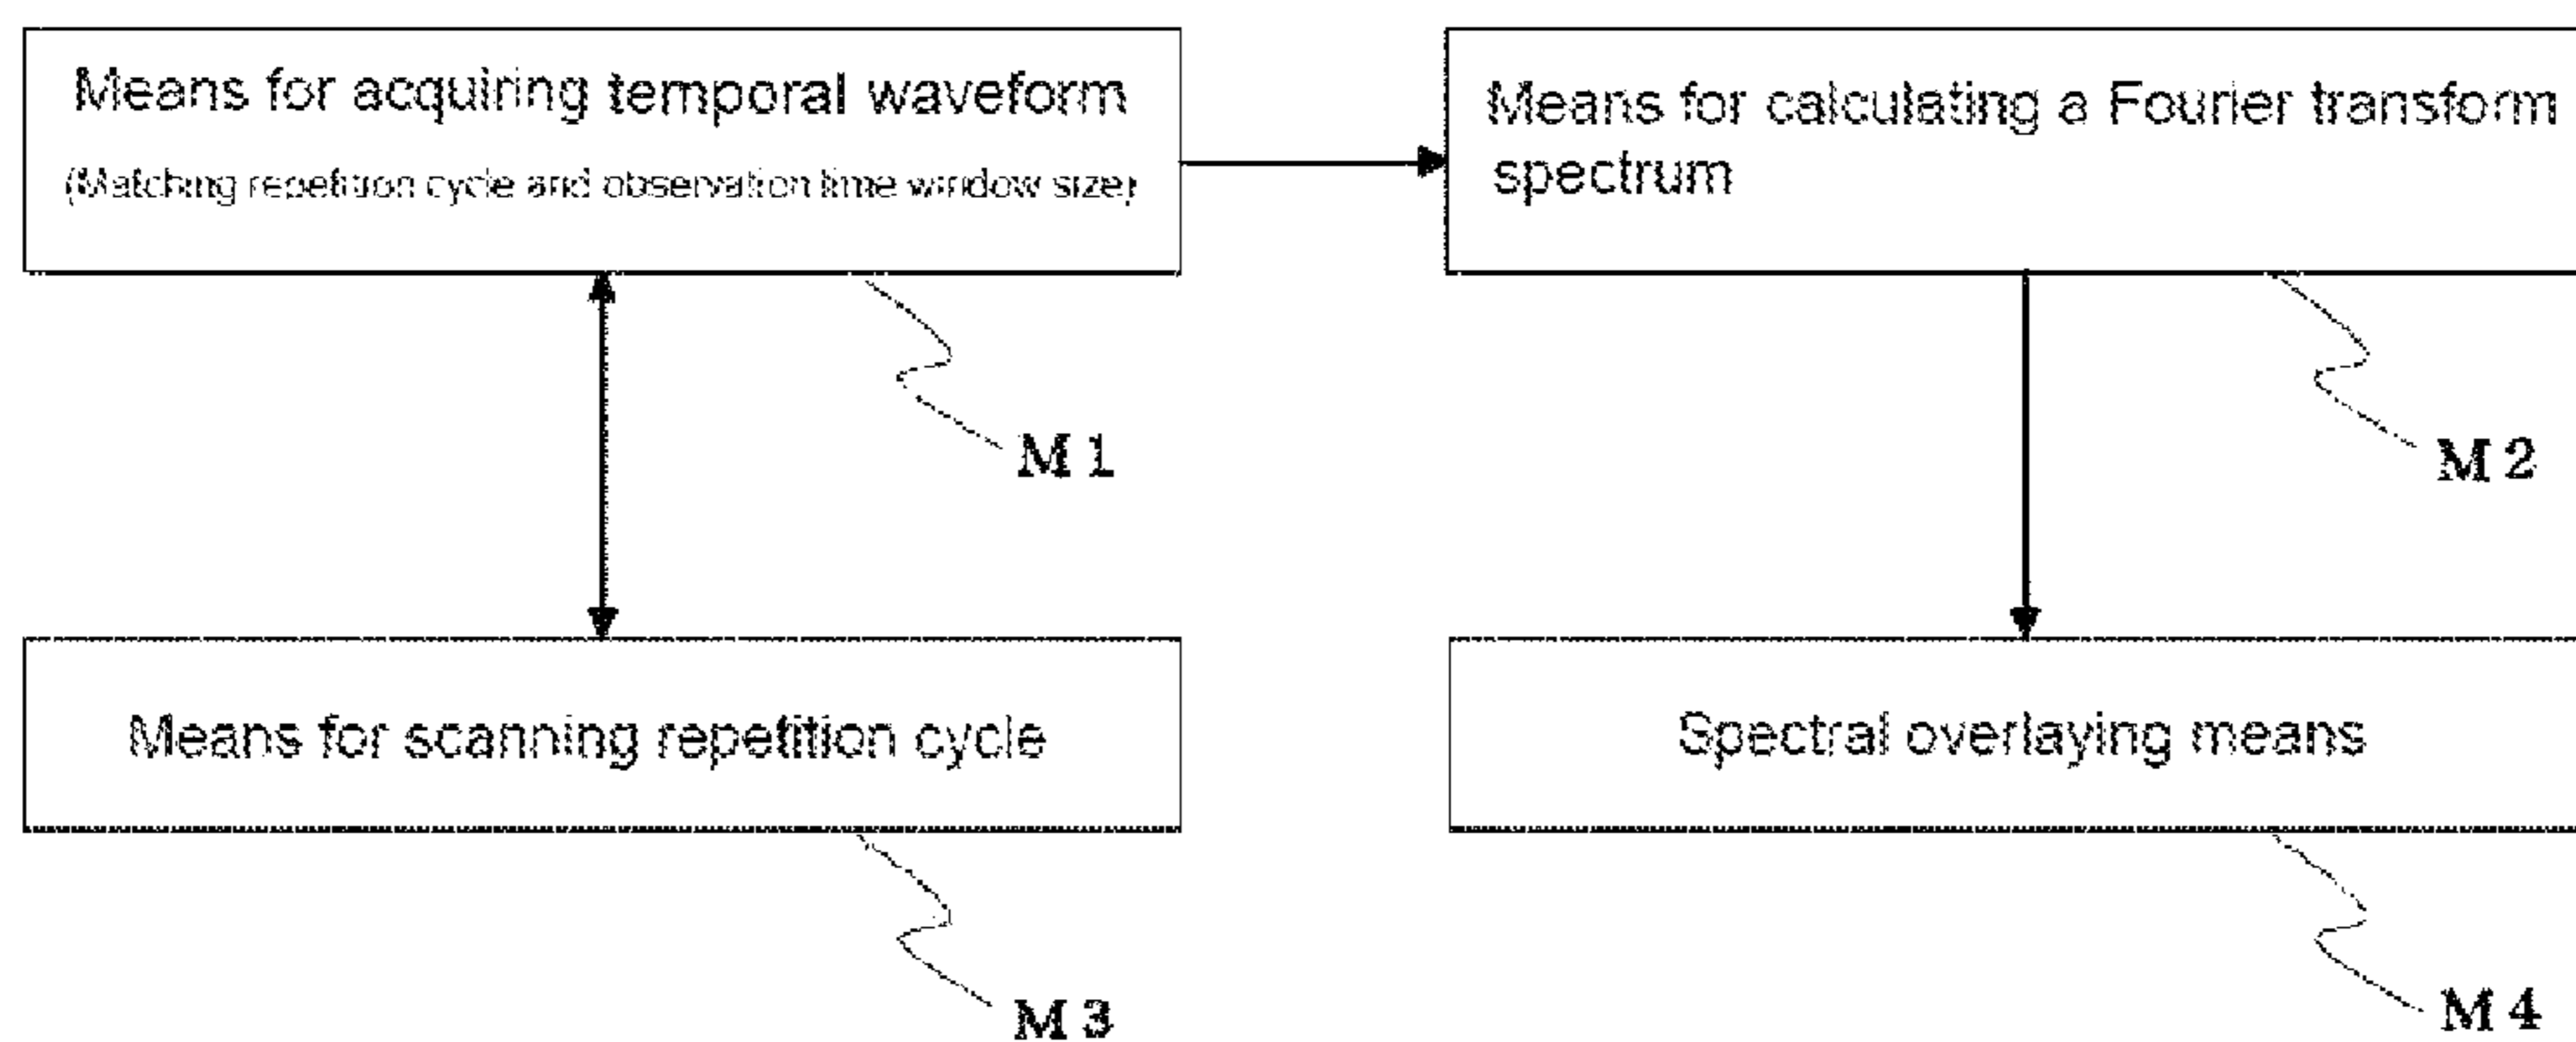 Means for acquiring temporal waveform
(Matching repetition cycle and observation time window size)
Means for calculating a Fourier transform
spectrum
M1
M2
Means for scanning repetition cycle
Spectral overlaying means
M3
M4